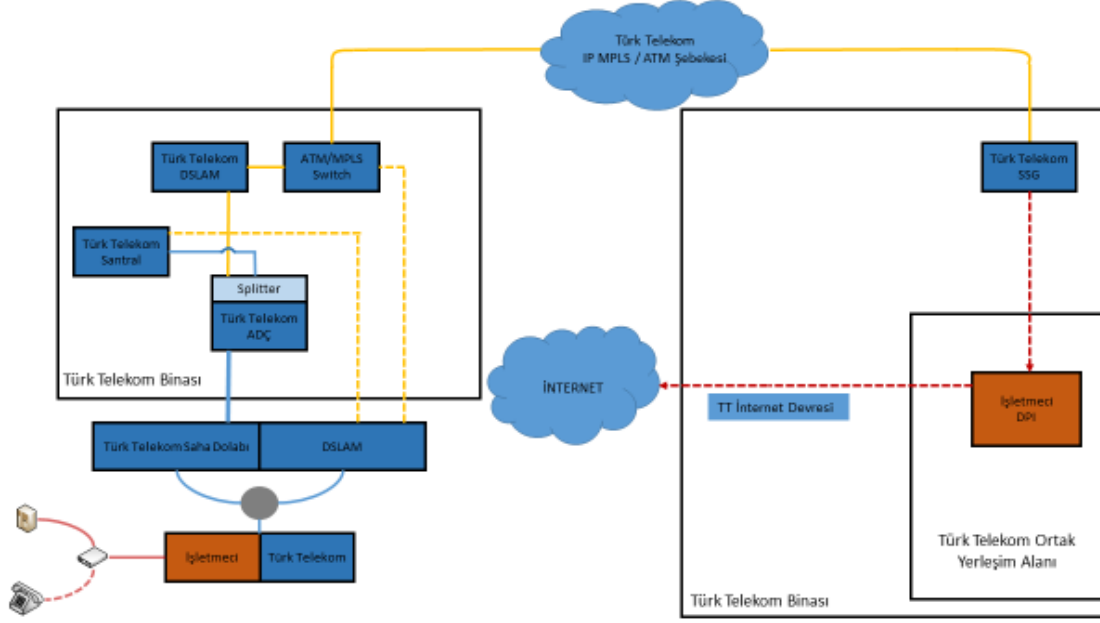 Türk Telekom
IP MPLS / ATM Şebekesi
Türk Telekom
DSLAM
ATM/MPLS
Switch
Türk Telekom
SSG
Türk Telekom
Santral
Splitter
Türk Telekom
ADÇ
Türk Telekom Binası
İNTERNET
TT İnternet Devresi
İşletmeci
DPI
Türk Telekom Saha Dolabı
DSLAM
İşletmeci
Türk Telekom
Türk Telekom Ortak
Yerleşim Alanı
Türk Telekom Binası